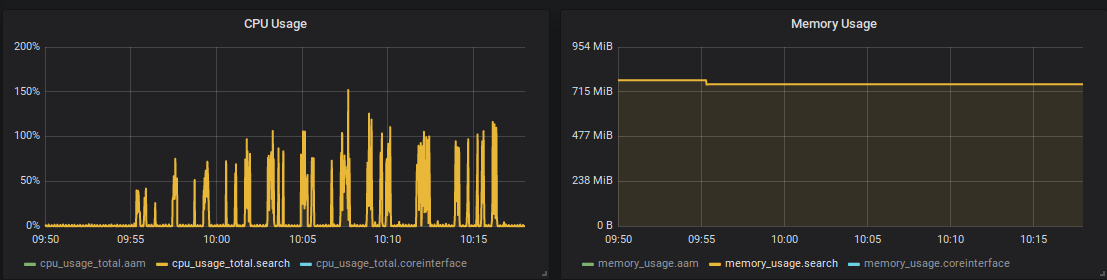 CPU Usage
200%
150%
100%
50%
0%
09:50 09:55 10:00 10:05 10:10 10:15
cpu_usage_total.aam cpu_usage_total.search cpu_usage_total.coreinterface
Memory Usage
954 MiB
715 MiB
477 MiB
238 MiB
0 B
09:50 09:55 10:00 10:05 10:10 10:15
memory_usage.aam memory_usage.search memory_usage.coreinterface